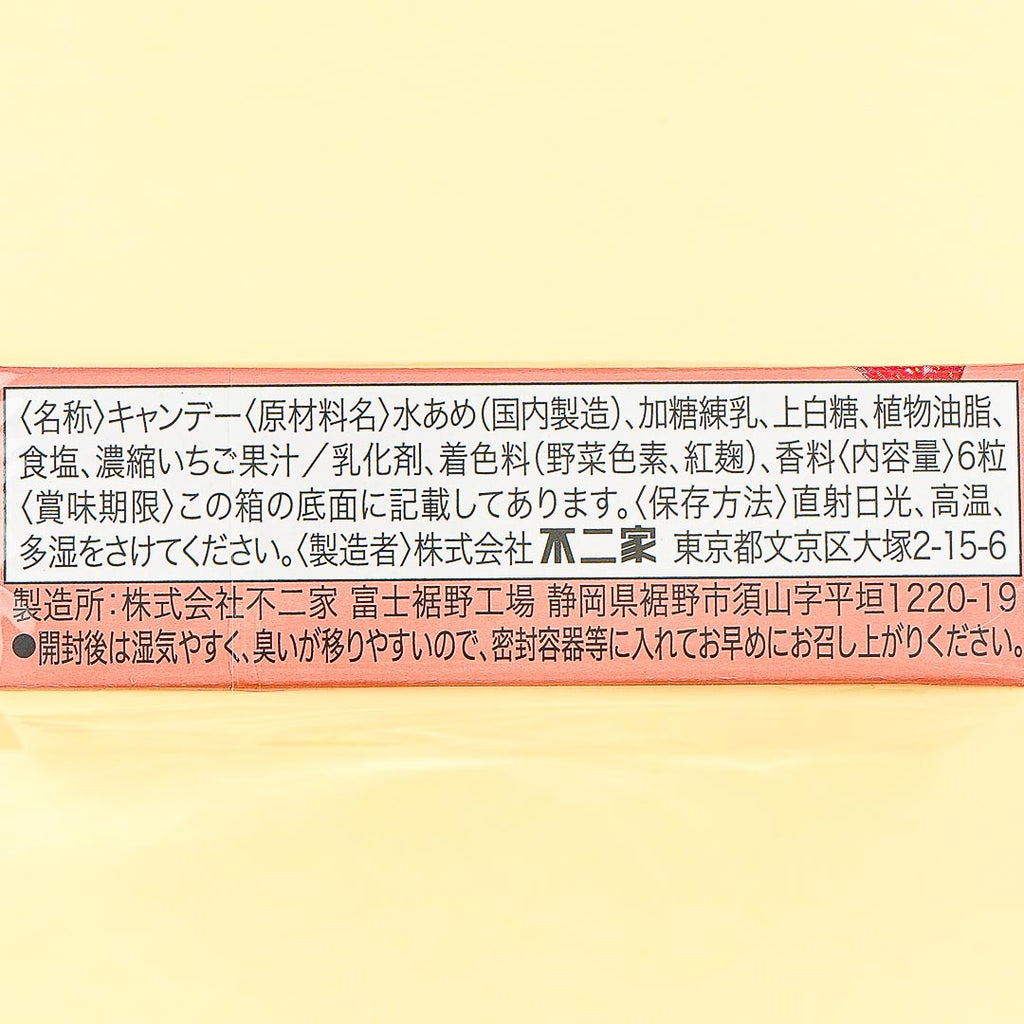 〈名称〉キャンデー〈原材料名〉水あめ(国内製造)、加糖練乳、上白糖、植物油脂、
食塩、濃縮いちご果汁／乳化剤、着色料(野菜色素、紅麹)、香料〈内容量〉6粒
〈賞味期限〉この箱の底面に記載してあります。〈保存方法〉直射日光、高温、
多湿をさけてください。〈製造者〉株式会社 不二家 東京都文京区大塚2-15-6
製造所:株式会社不二家 富士裾野工場 静岡県裾野市須山字平垣1220-19
●開封後は湿気やすく、臭いが移りやすいので、密封容器等に入れてお早めにお召し上がりください。